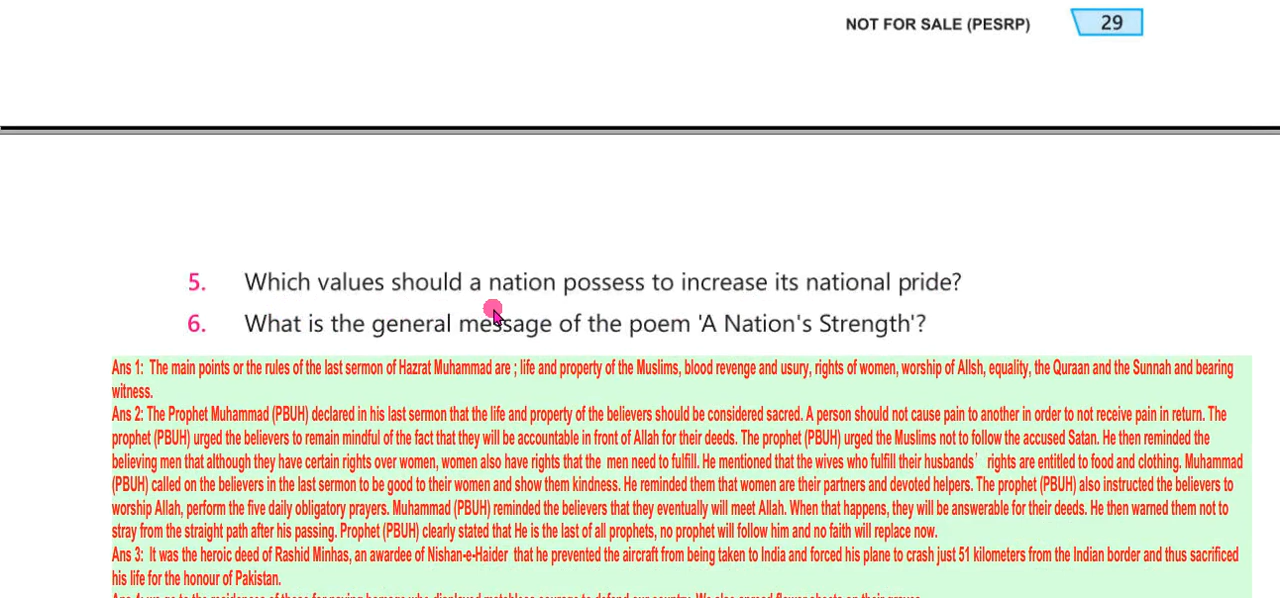 NOT FOR SALE (PESRP) 29
5. Which values should a nation possess to increase its national pride?
6. What is the general message of the poem 'A Nation's Strength'?
Ans 1: The main points or the rules of the last sermon of Hazrat Muhammad are ; life and property of the Muslims, blood revenge and usury, rights of women, worship of Allsh, equality, the Quraan and the Sunnah and bearing
witness.
Ans 2: The Prophet Muhammad (PBUH) declared in his last sermon that the life and property of the believers should be considered sacred. A person should not cause pain to another in order to not receive pain in return. The
prophet (PBUH) urged the believers to remain mindful of the fact that they will be accountable in front of Allah for their deeds. The prophet (PBUH) urged the Muslims not to follow the accused Satan. He then reminded the
believing men that although they have certain rights over women, women also have rights that the men need to fulfill. He mentioned that the wives who fulfill their husbands' rights are entitled to food and clothing. Muhammad
(PBUH) called on the believers in the last sermon to be good to their women and show them kindness. He reminded them that women are their partners and devoted helpers. The prophet (PBUH) also instructed the believers to
worship Allah, perform the five daily obligatory prayers. Muhammad (PBUH) reminded the believers that they eventually will meet Allah. When that happens, they will be answerable for their deeds. He then warned them not to
stray from the straight path after his passing. Prophet (PBUH) clearly stated that He is the last of all prophets, no prophet will follow him and no faith will replace now.
Ans 3: It was the heroic deed of Rashid Minhas, an awardee of Nishan-e-Haider that he prevented the aircraft from being taken to India and forced his plane to crash just 51 kilometers from the Indian border and thus sacrificed
his life for the honour of Pakistan.